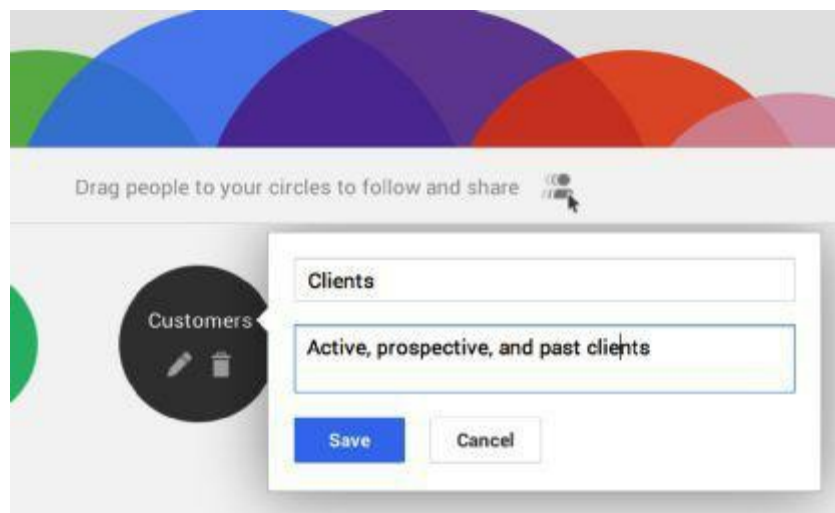 Drag people to your circles to follow and share
Customers
Clients
Active, prospective, and past clients
Save
Cancel